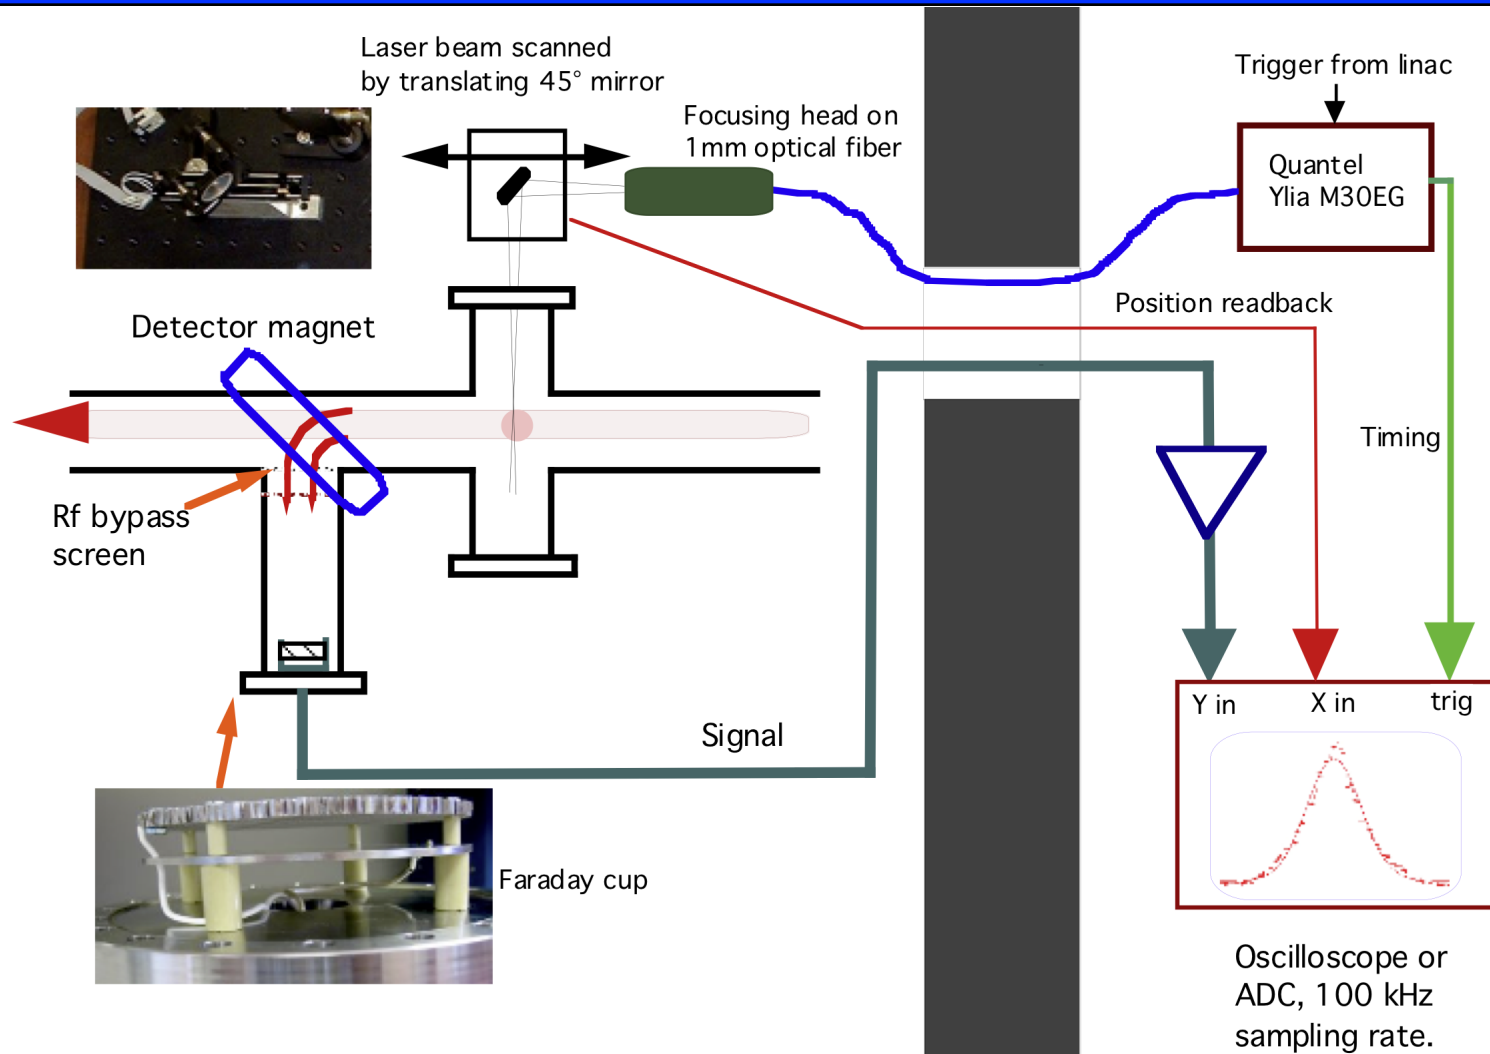 Laser beam scanned
by translating 45° mirror
Focusing head on
1mm optical fiber
Trigger from linac
Quantel
Ylia M30EG
Position readback
Detector magnet
Timing
Rf bypass
screen
Y in
X in
trig
Signal
Faraday cup
Oscilloscope or
ADC, 100 kHz
sampling rate.